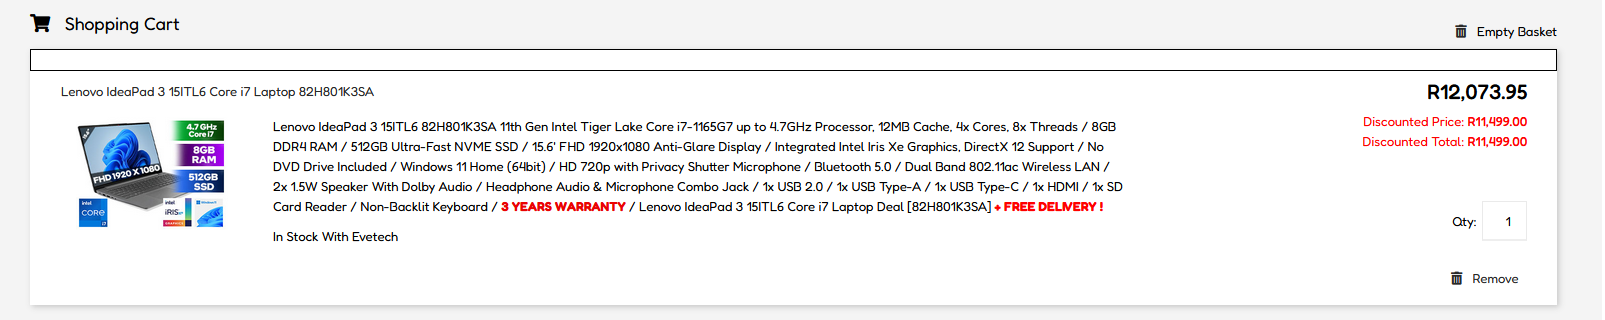 Shopping Cart
Empty Basket
Lenovo IdeaPad 3 15ITL6 Core i7 Laptop 82H801K3SA
R12,073.95
Discounted Price: R11,499.00
Discounted Total: R11,499.00
15.6"
FHD 1920 X 1080
4.7 GHz
Core i7
8GB
RAM
512GB
SSD
intel
CORE
i7
intel
iRIS xe
GRAPHICS
Windows 11
Lenovo IdeaPad 3 15ITL6 82H801K3SA 11th Gen Intel Tiger Lake Core i7-1165G7 up to 4.7GHz Processor, 12MB Cache, 4x Cores, 8x Threads / 8GB
DDR4 RAM / 512GB Ultra-Fast NVME SSD / 15.6' FHD 1920x1080 Anti-Glare Display / Integrated Intel Iris Xe Graphics, DirectX 12 Support / No
DVD Drive Included / Windows 11 Home (64bit) / HD 720p with Privacy Shutter Microphone / Bluetooth 5.0 / Dual Band 802.11ac Wireless LAN /
2x 1.5W Speaker With Dolby Audio / Headphone Audio & Microphone Combo Jack / 1x USB 2.0 / 1x USB Type-A / 1x USB Type-C / 1x HDMI / 1x SD
Card Reader / Non-Backlit Keyboard / 3 YEARS WARRANTY / Lenovo IdeaPad 3 15ITL6 Core i7 Laptop Deal [82H801K3SA] + FREE DELIVERY !
In Stock With Evetech
Qty: 1
Remove